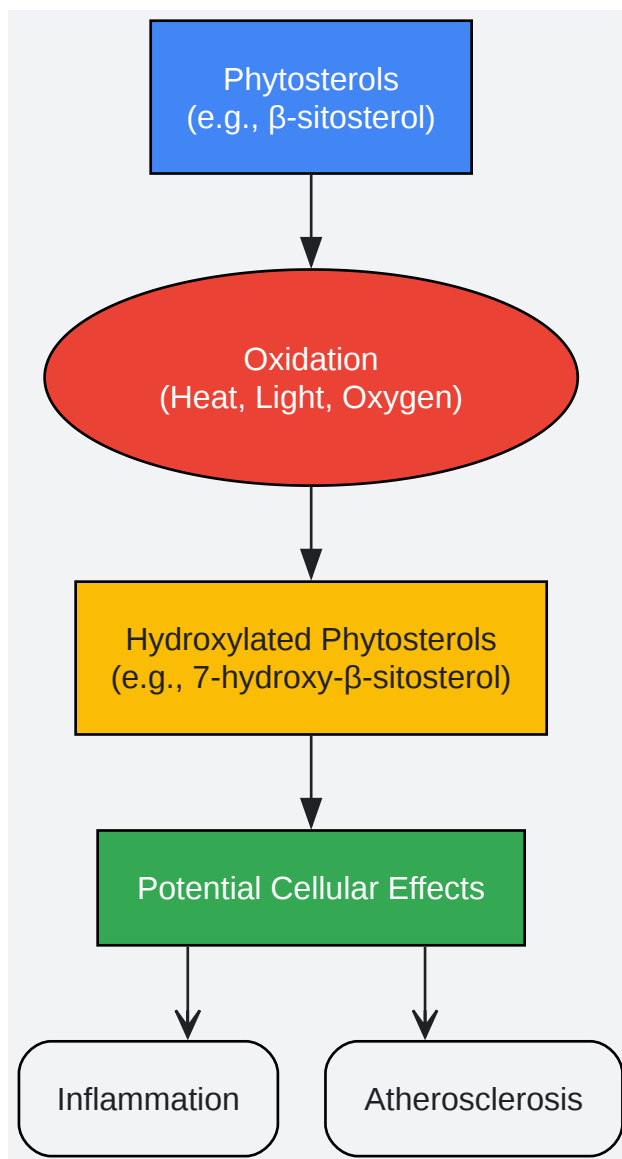 Phytosterols
(e.g., β-sitosterol)
Oxidation
(Heat, Light, Oxygen)
Hydroxylated Phytosterols
(e.g., 7-hydroxy-β-sitosterol)
Potential Cellular Effects
Inflammation
Atherosclerosis